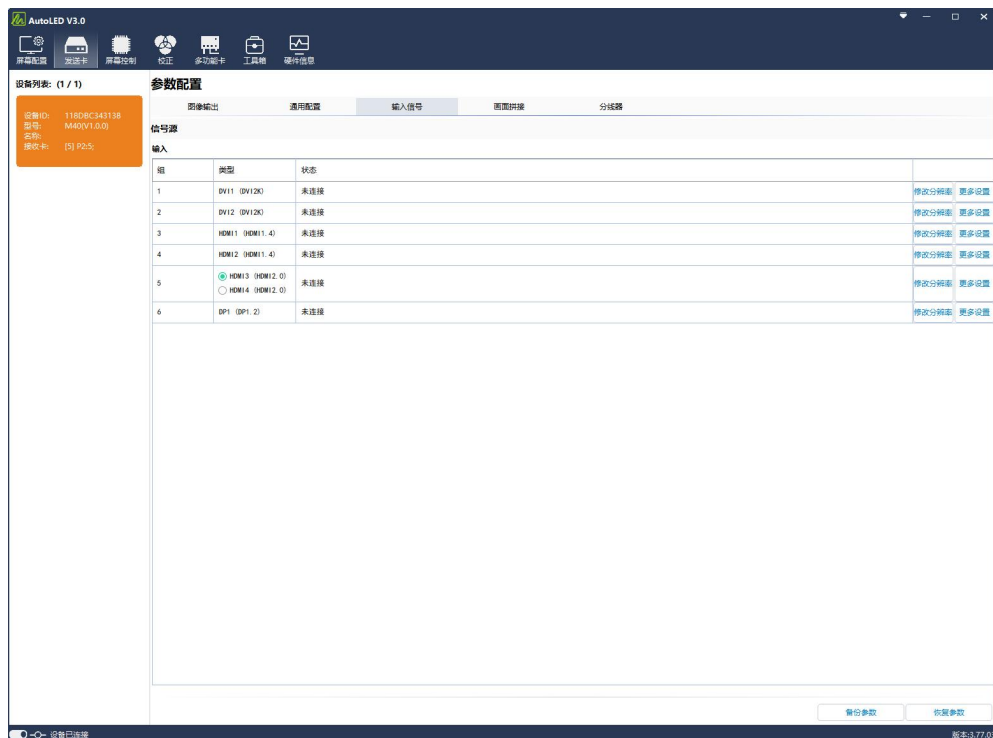 AutoLED V3.0
屏幕配置 发送卡 屏幕控制 校正 多功能卡 工具箱 硬件信息
设备列表: (1 / 1)
设备ID: 118DBC343138
型号: M40(V1.0.0)
名称:
接收卡: [5] P2:5;
参数配置
图像输出 通用配置 输入信号 画面拼接 分线器
信号源
输入
组 类型 状态
1 DVI1 (DVI2K) 未连接 修改分辨率 更多设置
2 DVI2 (DVI2K) 未连接 修改分辨率 更多设置
3 HDMI1 (HDMI1.4) 未连接 修改分辨率 更多设置
4 HDMI2 (HDMI1.4) 未连接 修改分辨率 更多设置
HDMI3 (HDMI2.0)
5 未连接 修改分辨率 更多设置
HDMI4 (HDMI2.0)
6 DP1 (DP1.2) 未连接 修改分辨率 更多设置
备份参数 恢复参数
设备已连接 版本:3.77.0